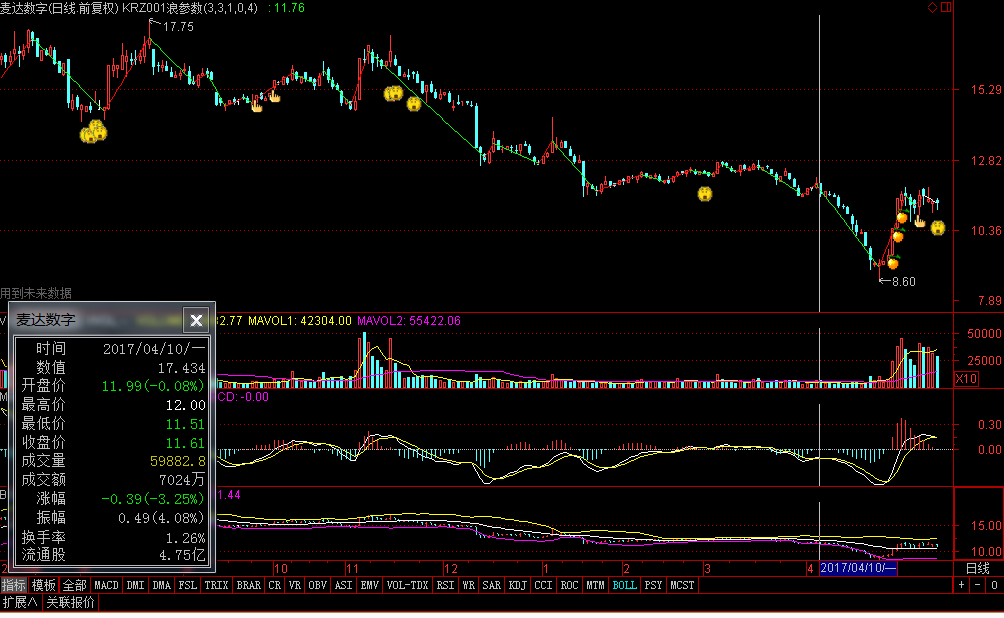 麦达数字(日线.前复权) KRZ001浪参数(3,3,1,0,4) : 11.76
17.75
15.29
12.82
10.36
8.60
用到未来数据
7.89
麦达数字
2.77 MAVOL1: 42304.00 MAVOL2: 55422.06
50000
25000
X10
时间 2017/04/10/一
数值 17.434
开盘价 11.99(-0.08%)
最高价 12.00
最低价 11.51
收盘价 11.61
成交量 59882.8
成交额 7024万
涨幅 -0.39(-3.25%)
振幅 0.49(4.08%)
换手率 1.26%
流通股 4.75亿
CD: -0.00
0.30
0.00
1.44
15.00
10.00
10 11 12 1 2 3 4 2017/04/10/一 日线
指标 模板 全部 MACD DMI DMA FSL TRIX BRAR CR VR OBV ASI EMV VOL-TDX RSI WR SAR KDJ CCI ROC MTM BOLL PSY MCST + - 0
扩展∧ 关联报价